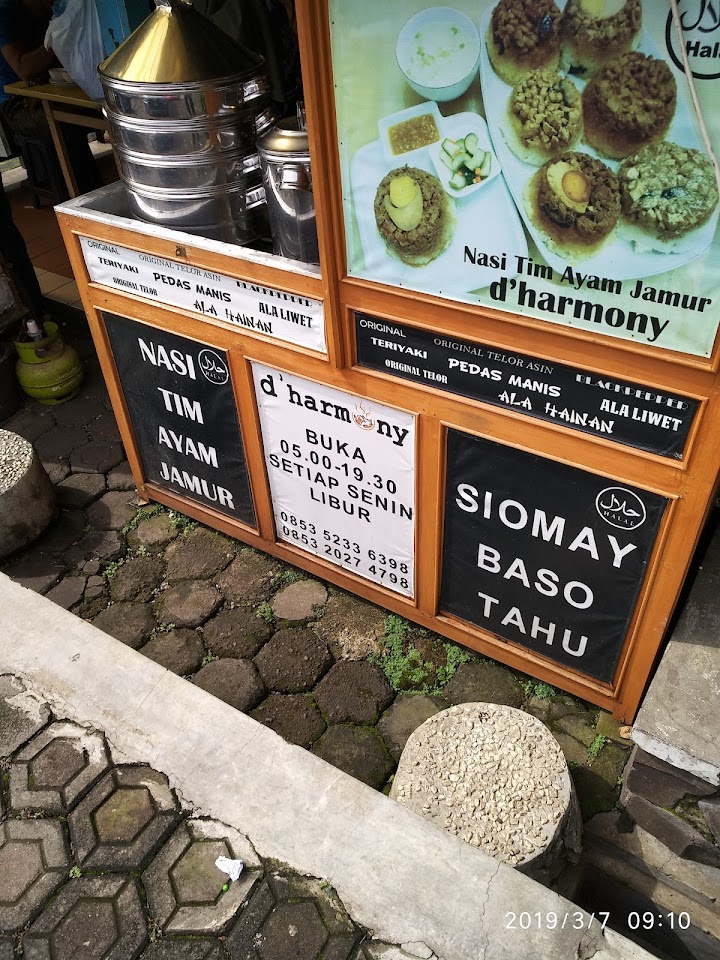 Hala
Nasi Tim Ayam Jamur
d'harmony
ORIGINAL
ORIGINAL TELOR ASIN
BLACKPEPPER
TERIYAKI
PEDAS MANIS
ALA LIWET
ORIGINAL TELOR
ALA HAINAN
ORIGINAL
ORIGINAL TELOR ASIN
BLACKPEPPER
TERIYAKI
PEDAS MANIS
ALA LIWET
ORIGINAL TELOR
ALA HAINAN
NASI
TIM
AYAM
JAMUR
حلال
HALAL
d'harmony
BUKA
05.00-19.30
SETIAP SENIN
LIBUR
0853 5233 6398
0853 2027 4798
حلال
HALAL
SIOMAY
BASO
TAHU
2019/3/7 09:10